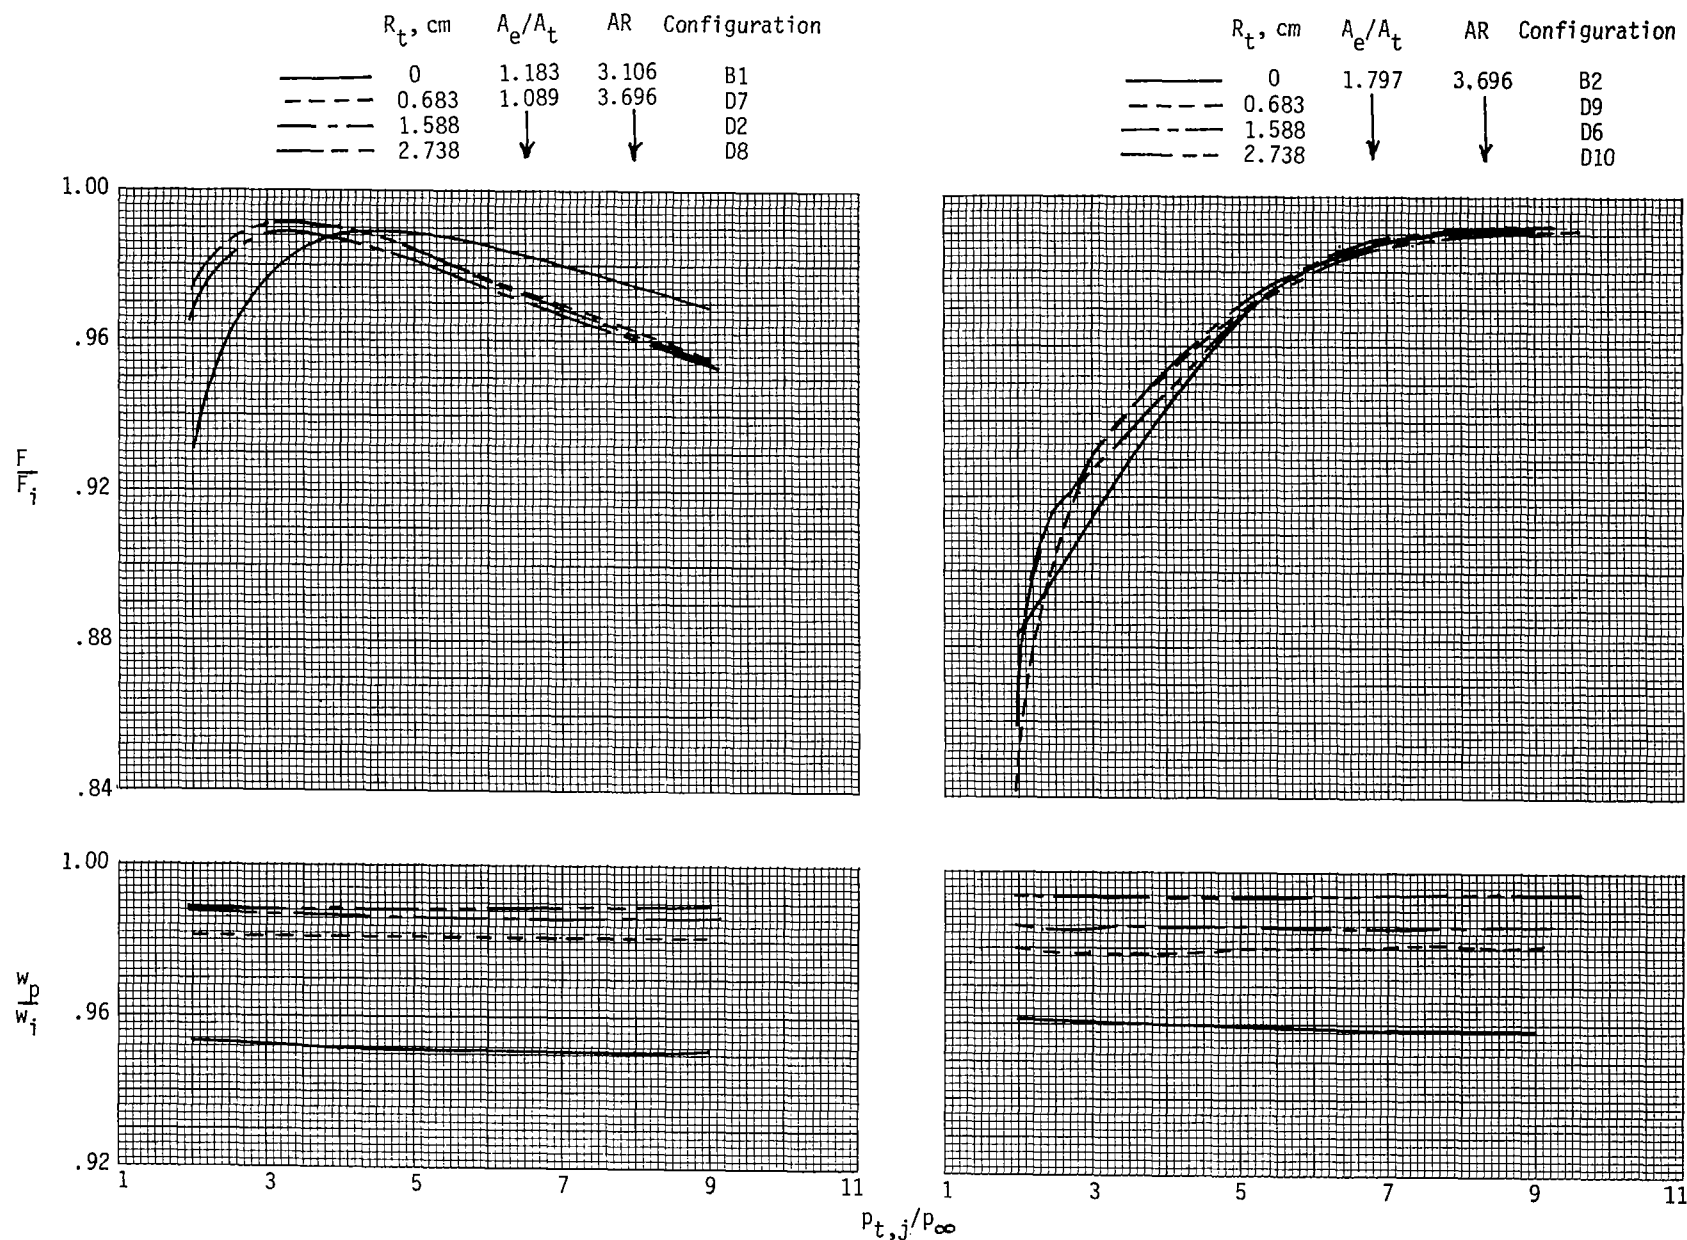 R_t, cm A_e/A_t AR Configuration
0 1.183 3.106 B1
0.683 1.089 3.696 D7
1.588 D2
2.738 D8
R_t, cm A_e/A_t AR Configuration
0 1.797 3.696 B2
0.683 D9
1.588 D6
2.738 D10
1.00
.96
F/F_i
.92
.88
.84
1.00
w_p/w_i
.96
.92
1 3 5 7 9 11
1 3 5 7 9 11
p_t,j/p_∞